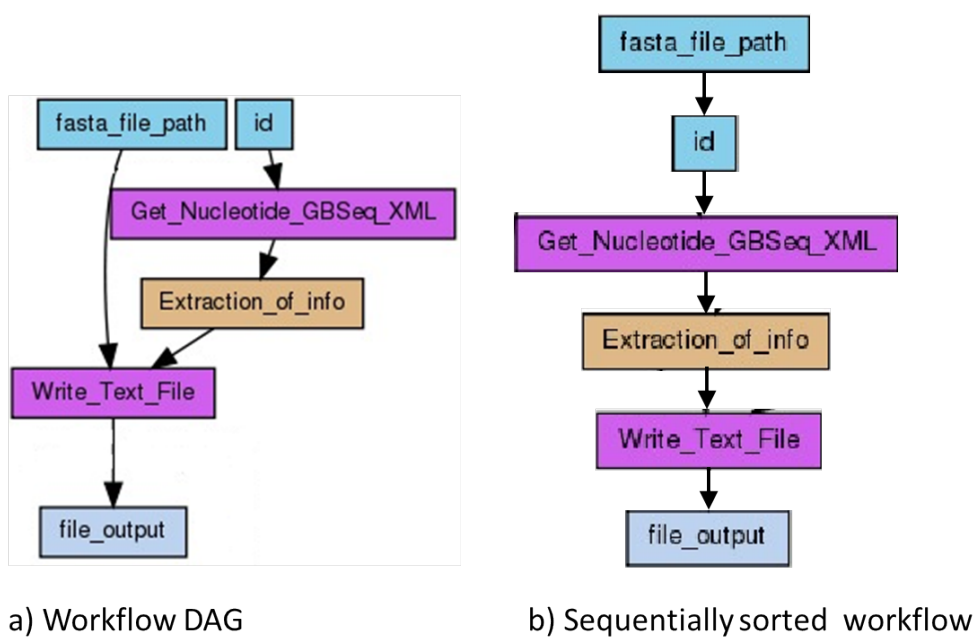 fasta_file_path
id
Get_Nucleotide_GBSeq_XML
Extraction_of_info
Write_Text_File
file_output
a) Workflow DAG
fasta_file_path
id
Get_Nucleotide_GBSeq_XML
Extraction_of_info
Write_Text_File
file_output
b) Sequentially sorted workflow